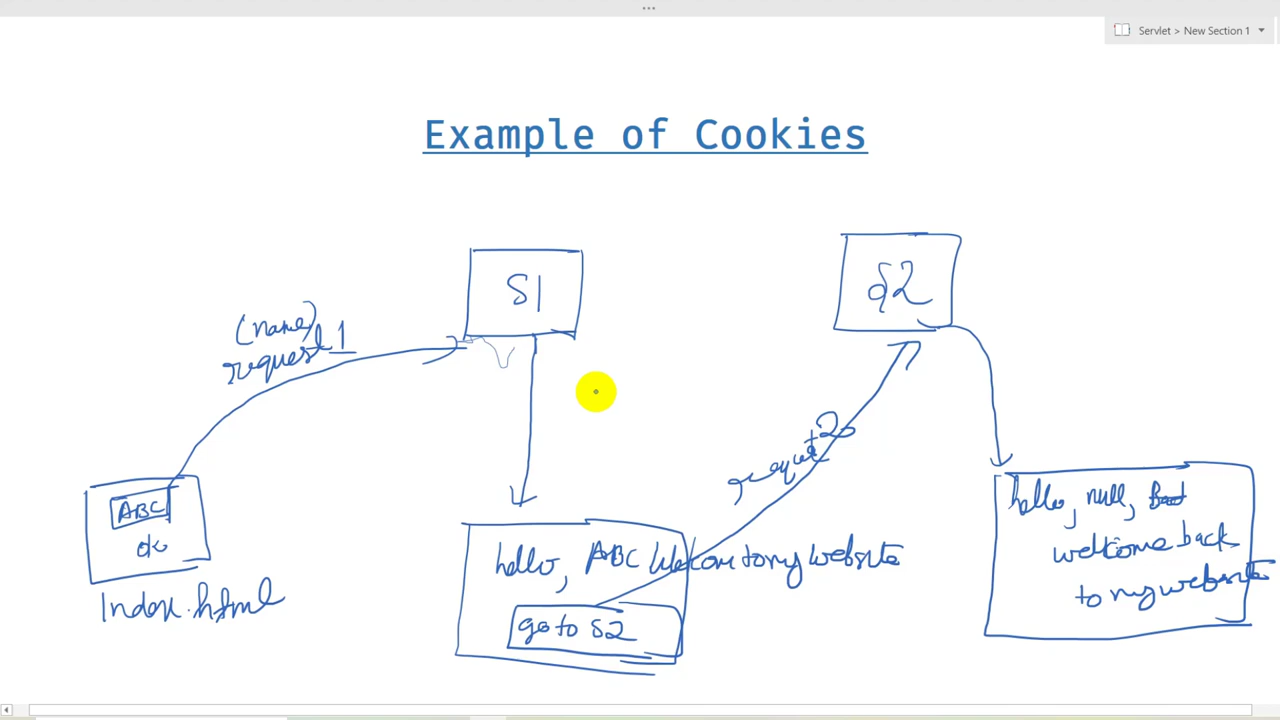 Servlet > New Section 1
Example of Cookies
S1
S2
(name)
request 1
request 2
ABC
ok
Index.html
hello, ABC Welcome to my website
go to S2
hello, null,
welcome back
to my website